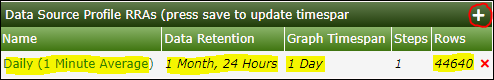 Data Source Profile RRAs (press save to update timespar
Name Data Retention Graph Timespan Steps Rows
Daily (1 Minute Average) 1 Month, 24 Hours 1 Day 1 44640